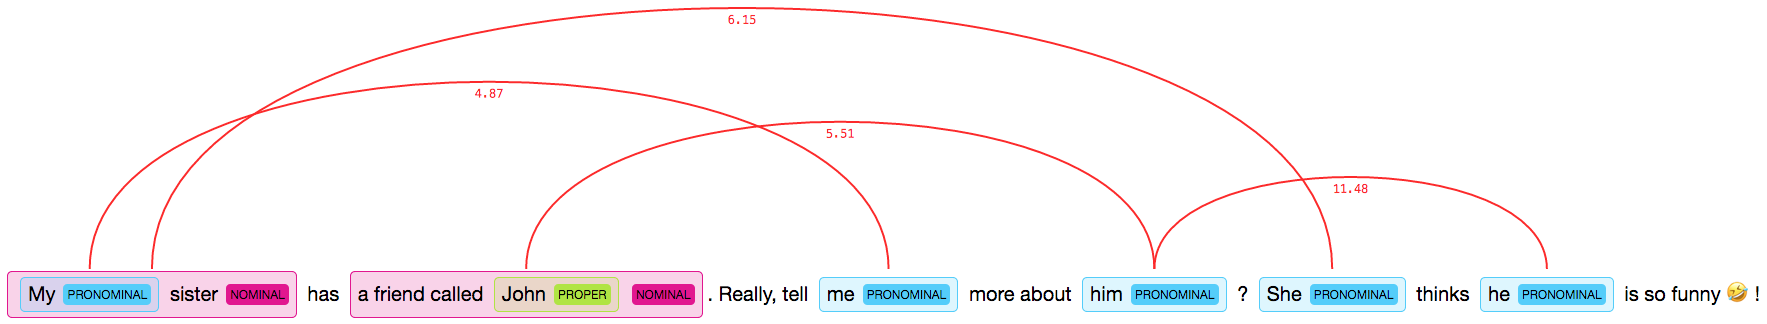 6.15
4.87
5.51
11.48
My PRONOMINAL sister NOMINAL has a friend called John PROPER NOMINAL . Really, tell me PRONOMINAL more about him PRONOMINAL ? She PRONOMINAL thinks he PRONOMINAL is so funny 🤣 !